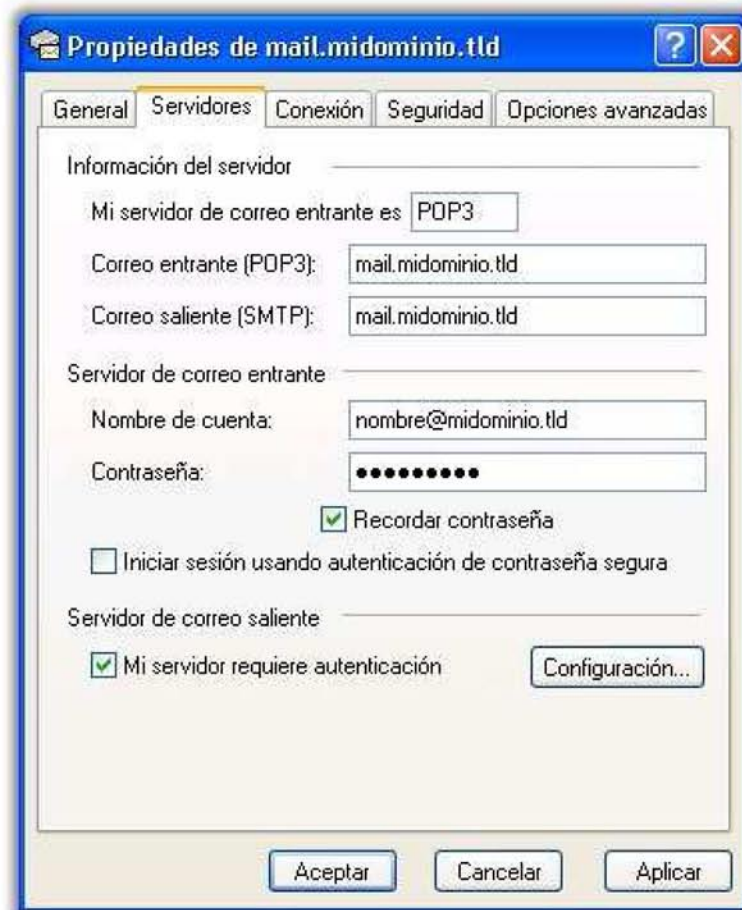 Propiedades de mail.midominio.tld
General Servidores Conexión Seguridad Opciones avanzadas
Información del servidor
Mi servidor de correo entrante es POP3
Correo entrante (POP3): mail.midominio.tld
Correo saliente (SMTP): mail.midominio.tld
Servidor de correo entrante
Nombre de cuenta: nombre@midominio.tld
Contraseña: •••••••••
Recordar contraseña
Iniciar sesión usando autenticación de contraseña segura
Servidor de correo saliente
Mi servidor requiere autenticación Configuración...
Aceptar Cancelar Aplicar